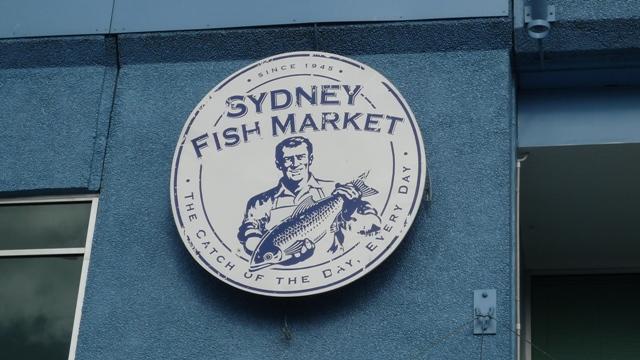 • SINCE 1945 •
SYDNEY
FISH MARKET
• THE CATCH OF THE DAY, EVERY DAY •